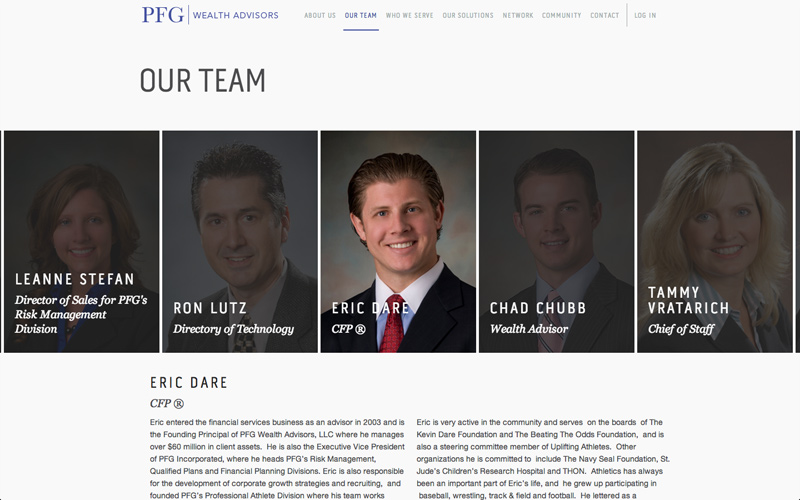 PFG WEALTH ADVISORS
ABOUT US OUR TEAM WHO WE SERVE OUR SOLUTIONS NETWORK COMMUNITY CONTACT LOG IN
OUR TEAM
LEANNE STEFAN
Director of Sales for PFG's
Risk Management
Division
RON LUTZ
Directory of Technology
ERIC DARE
CFP ®
CHAD CHUBB
Wealth Advisor
TAMMY
VRATARICH
Chief of Staff
ERIC DARE
CFP ®
Eric entered the financial services business as an advisor in 2003 and is
the Founding Principal of PFG Wealth Advisors, LLC where he manages
over $60 million in client assets. He is also the Executive Vice President
of PFG Incorporated, where he heads PFG's Risk Management,
Qualified Plans and Financial Planning Divisions. Eric is also responsible
for the development of corporate growth strategies and recruiting, and
founded PFG's Professional Athlete Division where his team works
Eric is very active in the community and serves on the boards of The
Kevin Dare Foundation and The Beating The Odds Foundation, and is
also a steering committee member of Uplifting Athletes. Other
organizations he is committed to include The Navy Seal Foundation, St.
Jude's Children's Research Hospital and THON. Athletics has always
been an important part of Eric's life, and he grew up participating in
baseball, wrestling, track & field and football. He lettered as a